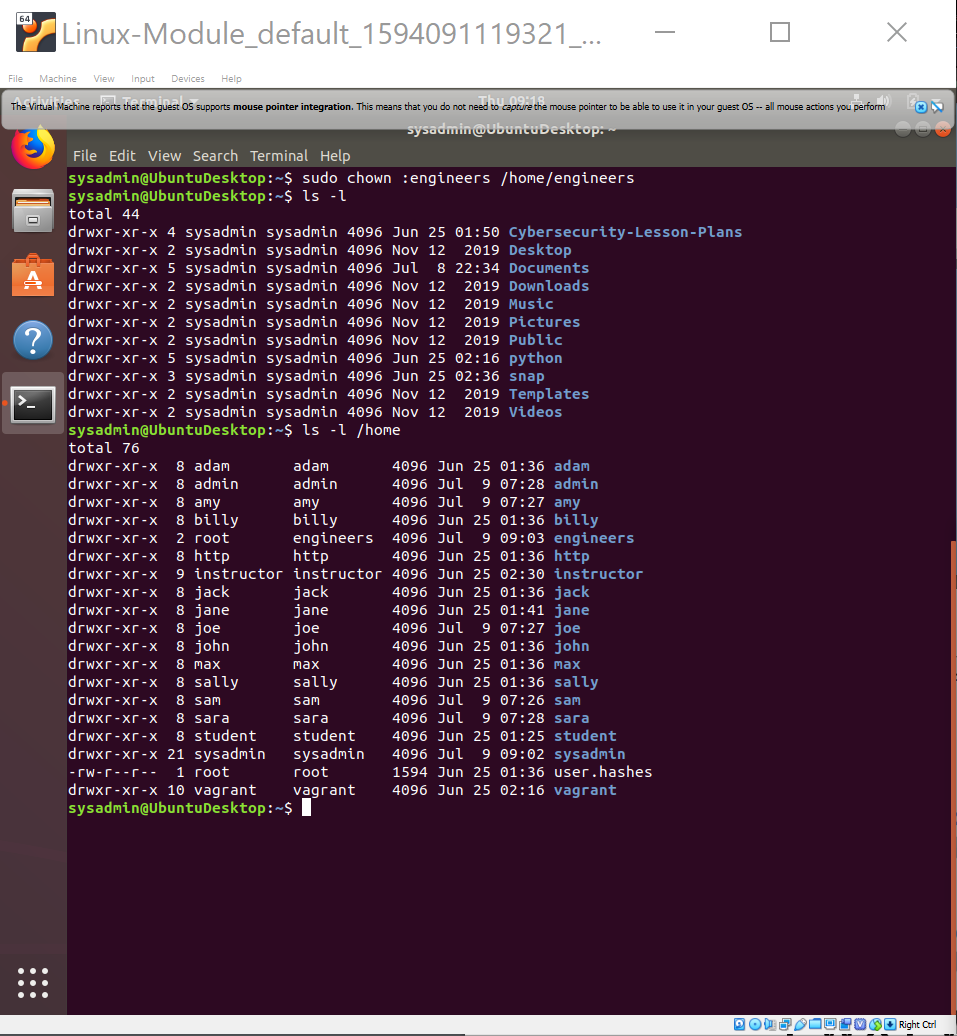 64
Linux-Module_default_1594091119321_...
File Machine View Input Devices Help
Activities Terminal Thu 09:18
The Virtual Machine reports that the guest OS supports mouse pointer integration. This means that you do not need to capture the mouse pointer to be able to use it in your guest OS -- all mouse actions you perform
sysadmin@UbuntuDesktop: ~
File Edit View Search Terminal Help
sysadmin@UbuntuDesktop:~$ sudo chown :engineers /home/engineers
sysadmin@UbuntuDesktop:~$ ls -l
total 44
drwxr-xr-x 4 sysadmin sysadmin 4096 Jun 25 01:50 Cybersecurity-Lesson-Plans
drwxr-xr-x 2 sysadmin sysadmin 4096 Nov 12  2019 Desktop
drwxr-xr-x 5 sysadmin sysadmin 4096 Jul  8 22:34 Documents
drwxr-xr-x 2 sysadmin sysadmin 4096 Nov 12  2019 Downloads
drwxr-xr-x 2 sysadmin sysadmin 4096 Nov 12  2019 Music
drwxr-xr-x 2 sysadmin sysadmin 4096 Nov 12  2019 Pictures
drwxr-xr-x 2 sysadmin sysadmin 4096 Nov 12  2019 Public
drwxr-xr-x 5 sysadmin sysadmin 4096 Jun 25 02:16 python
drwxr-xr-x 3 sysadmin sysadmin 4096 Jun 25 02:36 snap
drwxr-xr-x 2 sysadmin sysadmin 4096 Nov 12  2019 Templates
drwxr-xr-x 2 sysadmin sysadmin 4096 Nov 12  2019 Videos
sysadmin@UbuntuDesktop:~$ ls -l /home
total 76
drwxr-xr-x  8 adam       adam       4096 Jun 25 01:36 adam
drwxr-xr-x  8 admin      admin      4096 Jul  9 07:28 admin
drwxr-xr-x  8 amy        amy        4096 Jul  9 07:27 amy
drwxr-xr-x  8 billy      billy      4096 Jun 25 01:36 billy
drwxr-xr-x  2 root       engineers  4096 Jul  9 09:03 engineers
drwxr-xr-x  8 http       http       4096 Jun 25 01:36 http
drwxr-xr-x  9 instructor instructor 4096 Jun 25 02:30 instructor
drwxr-xr-x  8 jack       jack       4096 Jun 25 01:36 jack
drwxr-xr-x  8 jane       jane       4096 Jun 25 01:41 jane
drwxr-xr-x  8 joe        joe        4096 Jul  9 07:27 joe
drwxr-xr-x  8 john       john       4096 Jun 25 01:36 john
drwxr-xr-x  8 max        max        4096 Jun 25 01:36 max
drwxr-xr-x  8 sally      sally      4096 Jun 25 01:36 sally
drwxr-xr-x  8 sam        sam        4096 Jul  9 07:26 sam
drwxr-xr-x  8 sara       sara       4096 Jul  9 07:28 sara
drwxr-xr-x  8 student    student    4096 Jun 25 01:25 student
drwxr-xr-x 21 sysadmin   sysadmin   4096 Jul  9 09:02 sysadmin
-rw-r--r--  1 root       root       1594 Jun 25 01:36 user.hashes
drwxr-xr-x 10 vagrant    vagrant    4096 Jun 25 02:16 vagrant
sysadmin@UbuntuDesktop:~$
Right Ctrl